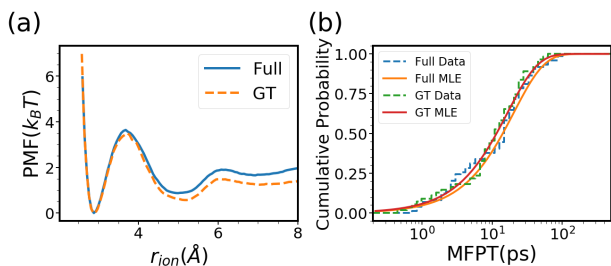 (a)
PMF(k_BT)
6
4
2
0
4
6
8
r_ion(Å)
Full
GT
(b)
Cumulative Probability
1.00
0.75
0.50
0.25
0.00
10^0
10^1
10^2
MFPT(ps)
Full Data
Full MLE
GT Data
GT MLE